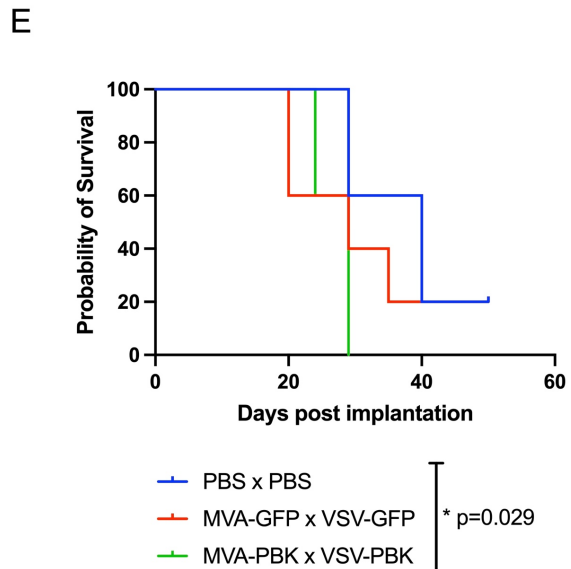 E
Probability of Survival
100
80
60
40
20
0
0 20 40 60
Days post implantation
PBS x PBS
MVA-GFP x VSV-GFP
* p=0.029
MVA-PBK x VSV-PBK